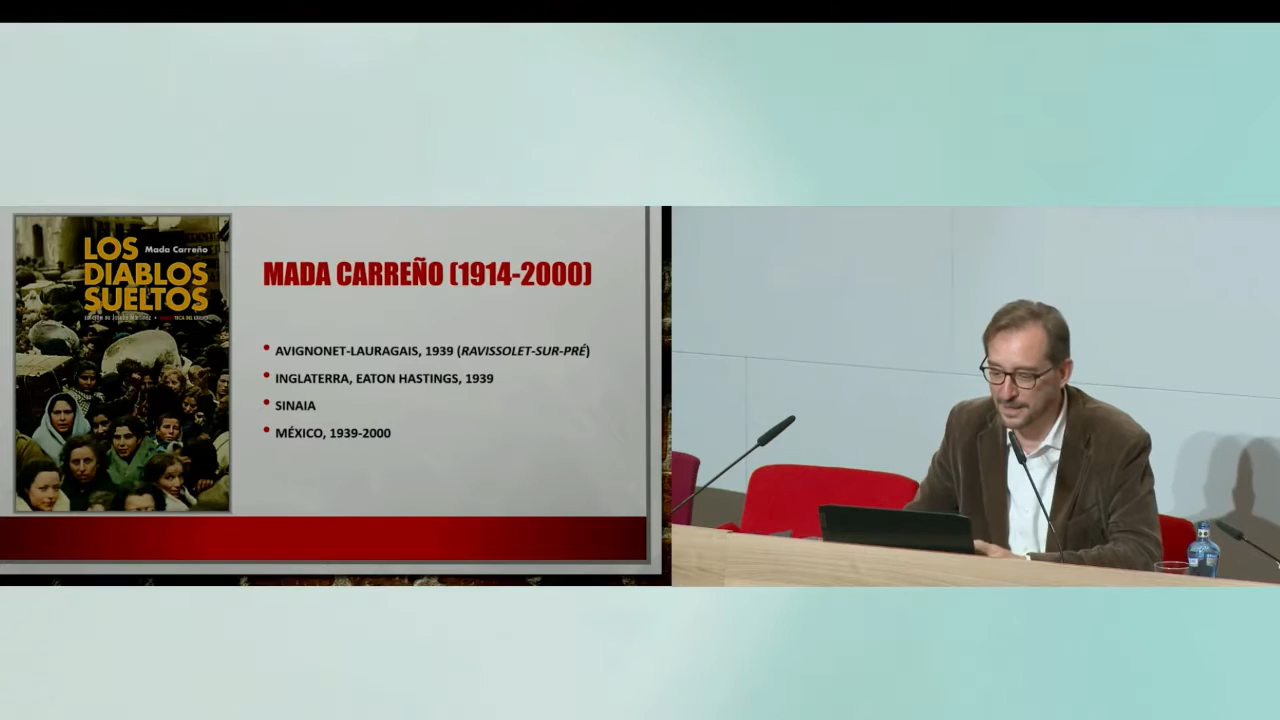 LOS
DIABLOS
SUELTOS
Mada Carreño
MADA CARREÑO (1914-2000)
• AVIGNONET-LAURAGAIS, 1939 (RAVISSOLET-SUR-PRÉ)
• INGLATERRA, EATON HASTINGS, 1939
• SINAIA
• MÉXICO, 1939-2000